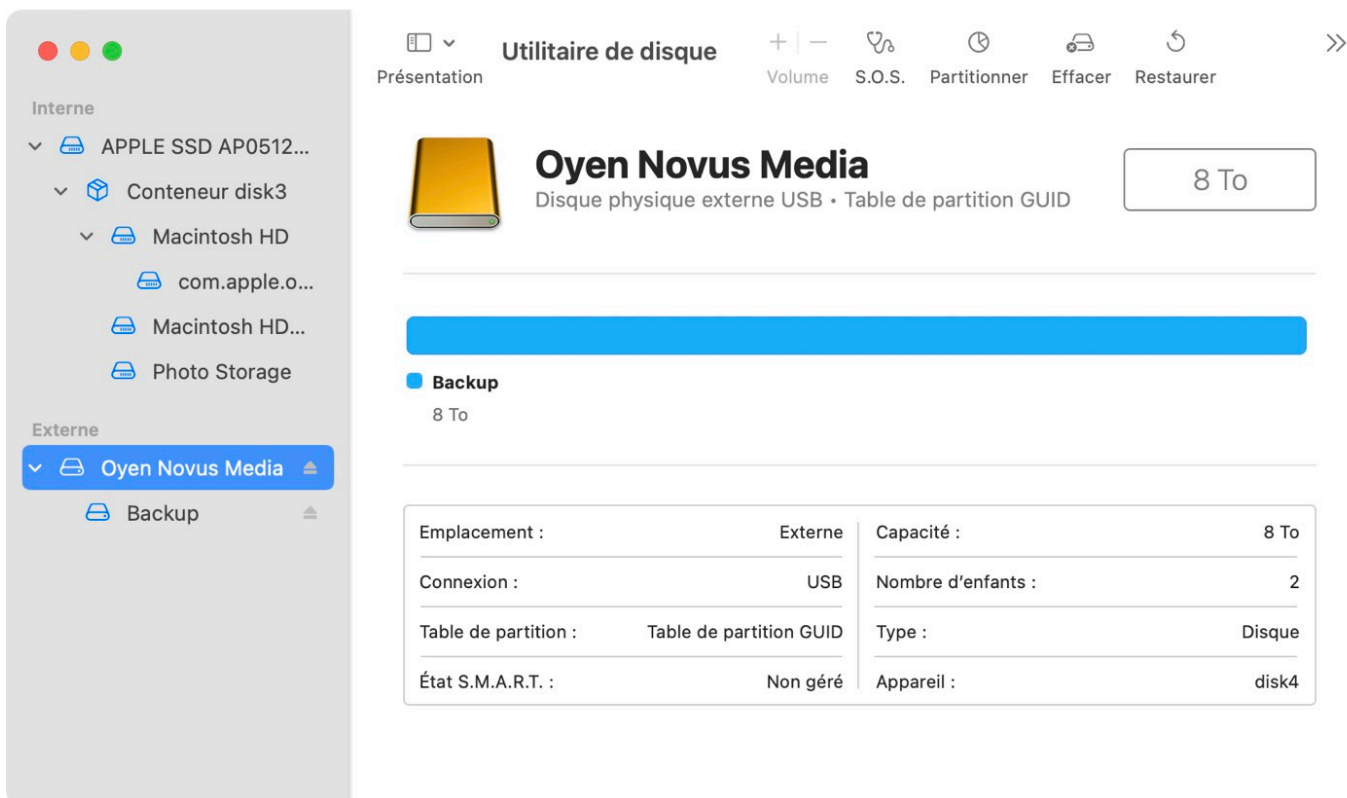 Présentation
Utilitaire de disque
Volume
S.O.S.
Partitionner
Effacer
Restaurer
Interne
APPLE SSD AP0512...
Conteneur disk3
Macintosh HD
com.apple.o...
Macintosh HD...
Photo Storage
Externe
Oyen Novus Media
Backup
Oyen Novus Media
Disque physique externe USB • Table de partition GUID
8 To
Backup
8 To
Emplacement : Externe
Connexion : USB
Table de partition : Table de partition GUID
État S.M.A.R.T. : Non géré
Capacité : 8 To
Nombre d'enfants : 2
Type : Disque
Appareil : disk4